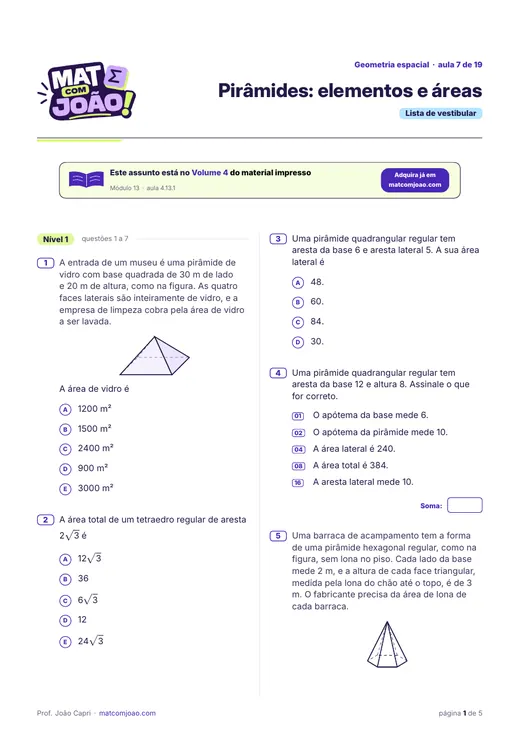 MAT
COM
JOÃO!
Σ
Geometria espacial · aula 7 de 19
Pirâmides: elementos e áreas
Lista de vestibular
Este assunto está no Volume 4 do material impresso
Módulo 13 · aula 4.13.1
Adquira já em
matcomjoao.com
Nível 1 questões 1 a 7
1 A entrada de um museu é uma pirâmide de
vidro com base quadrada de 30 m de lado
e 20 m de altura, como na figura. As quatro
faces laterais são inteiramente de vidro, e a
empresa de limpeza cobra pela área de vidro
a ser lavada.
A área de vidro é
A 1200 m²
B 1500 m²
C 2400 m²
D 900 m²
E 3000 m²
2 A área total de um tetraedro regular de aresta
2√3 é
A 12√3
B 36
C 6√3
D 12
E 24√3
3 Uma pirâmide quadrangular regular tem
aresta da base 6 e aresta lateral 5. A sua área
lateral é
A 48.
B 60.
C 84.
D 30.
4 Uma pirâmide quadrangular regular tem
aresta da base 12 e altura 8. Assinale o que
for correto.
01 O apótema da base mede 6.
02 O apótema da pirâmide mede 10.
04 A área lateral é 240.
08 A área total é 384.
16 A aresta lateral mede 10.
Soma:
5 Uma barraca de acampamento tem a forma
de uma pirâmide hexagonal regular, como na
figura, sem lona no piso. Cada lado da base
mede 2 m, e a altura de cada face triangular,
medida pela lona do chão até o topo, é de 3
m. O fabricante precisa da área de lona de
cada barraca.
Prof. João Capri · matcomjoao.com
página 1 de 5